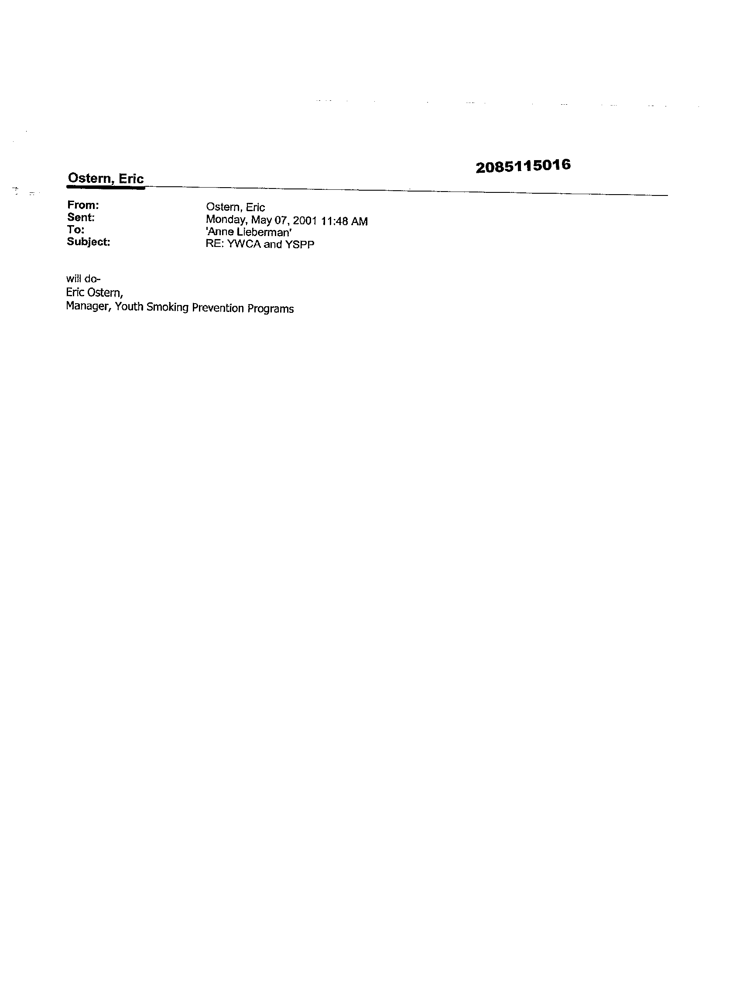 2085115016
Ostern, Eric
From: Ostern, Eric
Sent: Monday, May 07, 2001 11:48 AM
To: 'Anne Lieberman'
Subject: RE: YWCA and YSPP
will do-
Eric Ostern,
Manager, Youth Smoking Prevention Programs